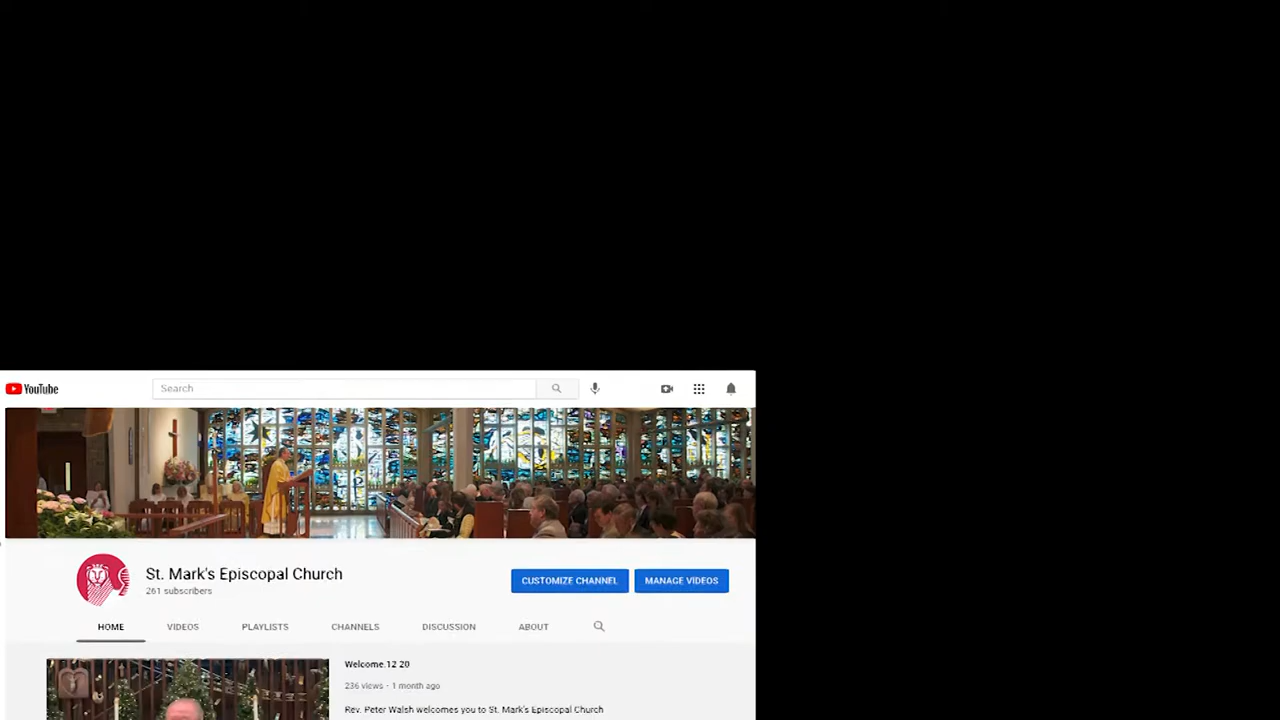 YouTube
Search
St. Mark's Episcopal Church
261 subscribers
CUSTOMIZE CHANNEL
MANAGE VIDEOS
HOME
VIDEOS
PLAYLISTS
CHANNELS
DISCUSSION
ABOUT
Welcome.12 20
236 views • 1 month ago
Rev. Peter Walsh welcomes you to St. Mark's Episcopal Church